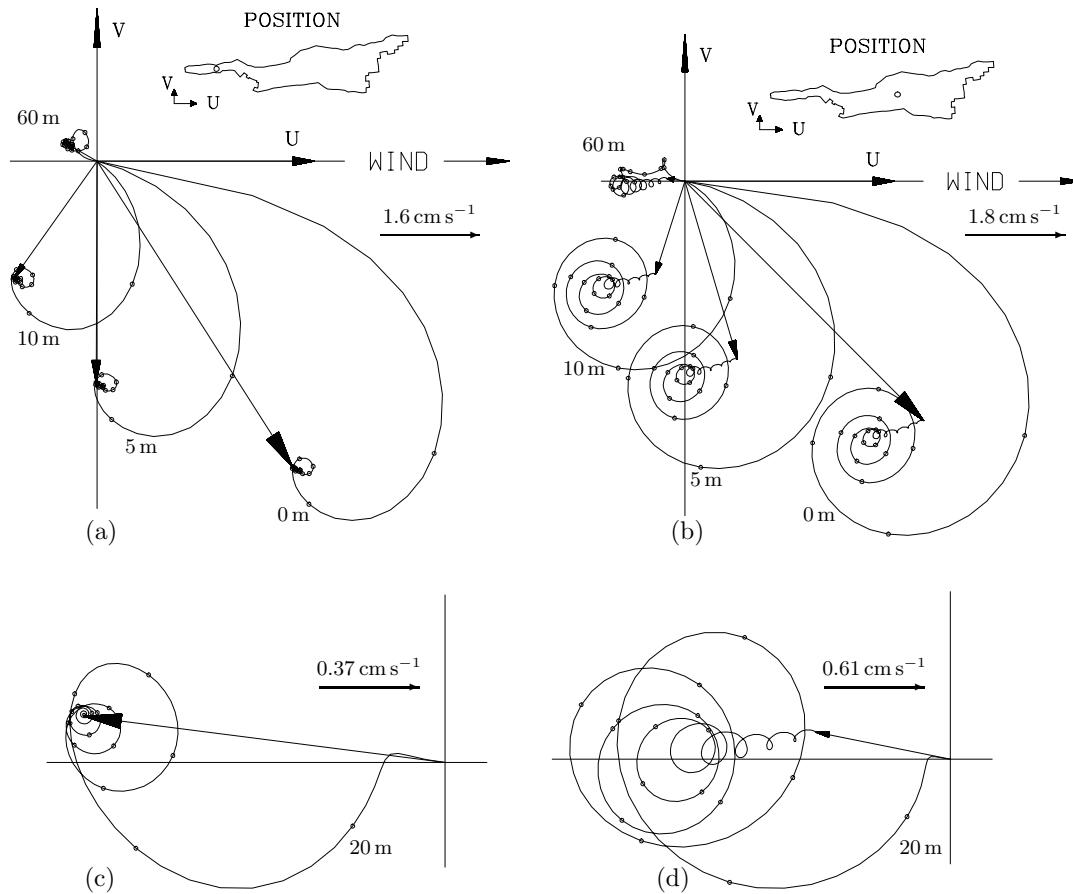 POSITION
V
V
U
60 m
U
WIND
1.6 cm s−1
10 m
5 m
0 m
(a)
POSITION
V
V
U
60 m
U
WIND
1.8 cm s−1
10 m
5 m
0 m
(b)
0.37 cm s−1
20 m
(c)
0.61 cm s−1
20 m
(d)